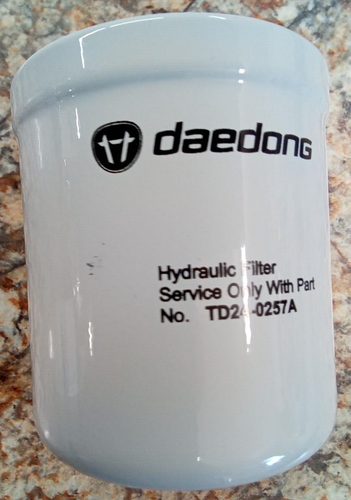 daedong
Hydraulic Filter
Service Only With Part
No. TD24-0257A